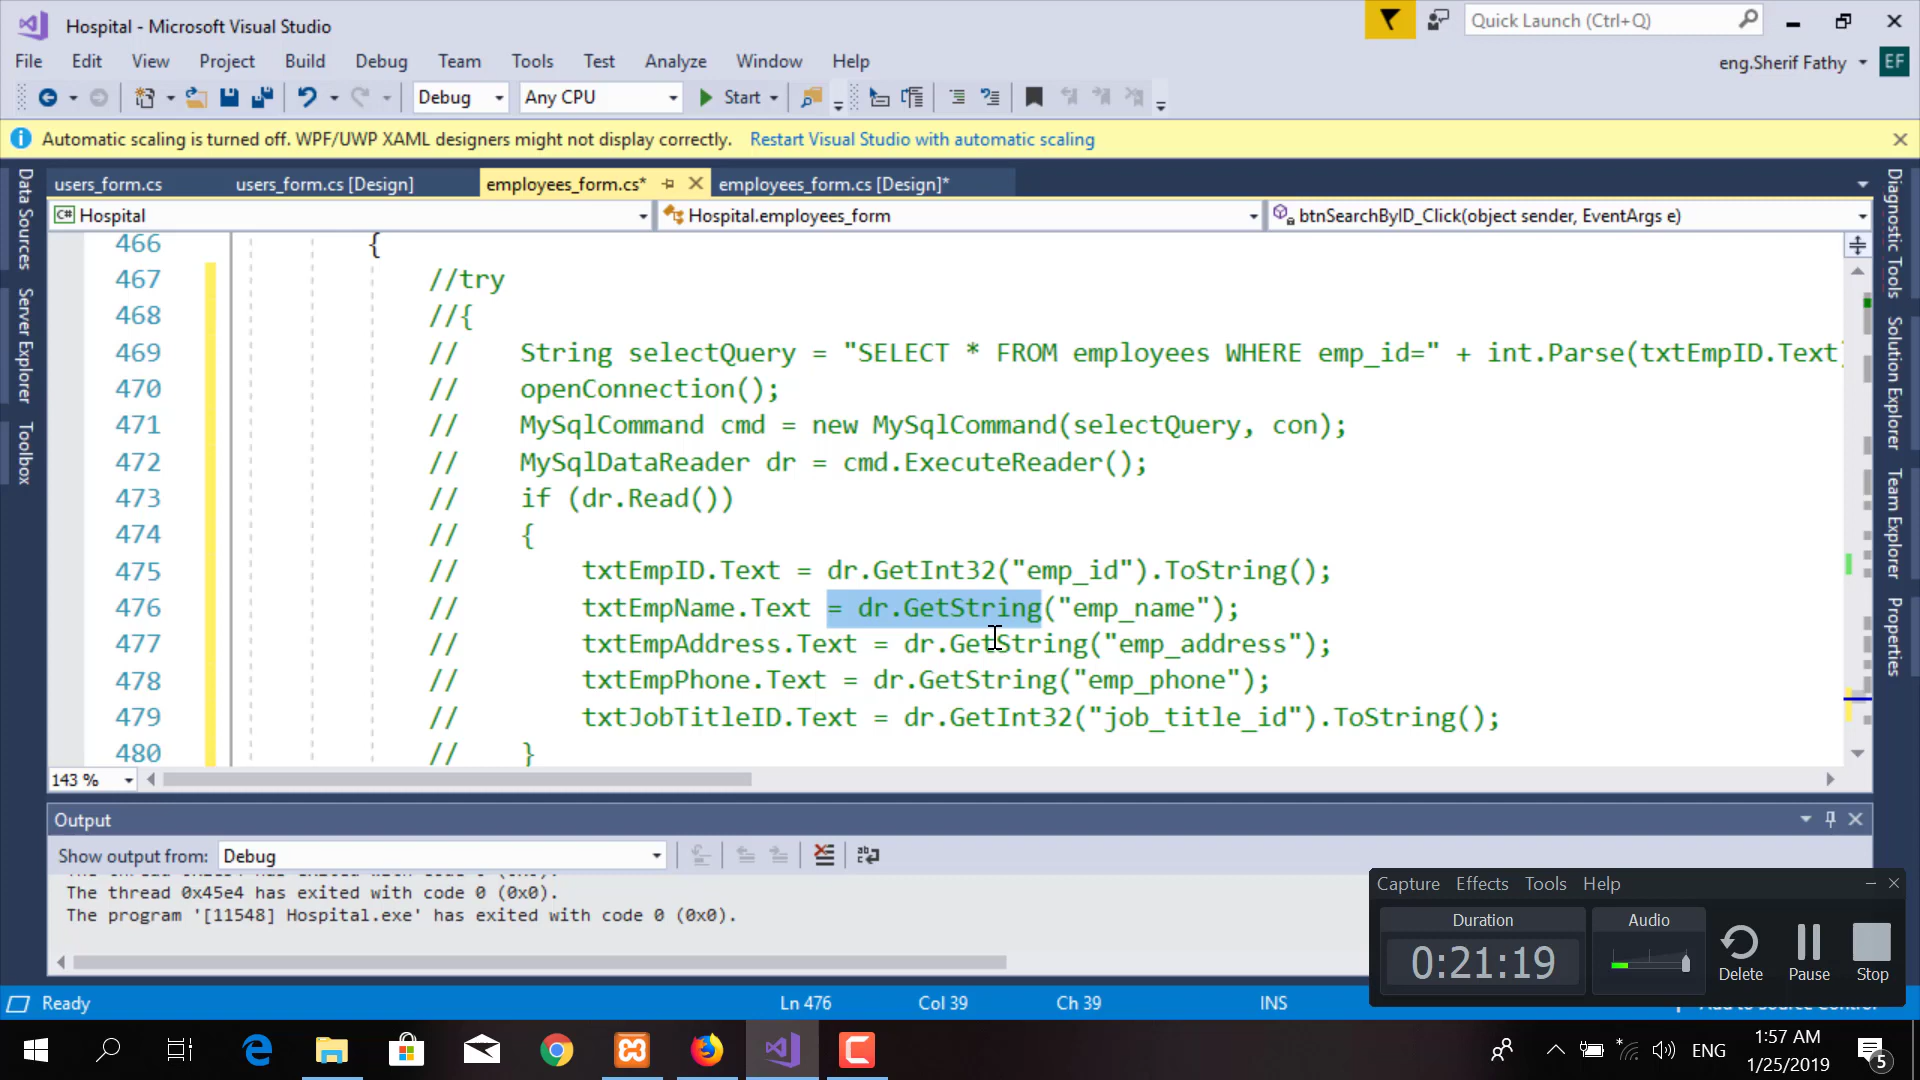 Hospital - Microsoft Visual Studio
Quick Launch (Ctrl+Q)
File Edit View Project Build Debug Team Tools Test Analyze Window Help
eng.Sherif Fathy EF
Debug Any CPU Start
Automatic scaling is turned off. WPF/UWP XAML designers might not display correctly. Restart Visual Studio with automatic scaling
users_form.cs users_form.cs [Design] employees_form.cs* employees_form.cs [Design]*
C# Hospital Hospital.employees_form btnSearchByID_Click(object sender, EventArgs e)
Data Sources
Server Explorer
Toolbox
466 {
467 //try
468 //{
469 // String selectQuery = "SELECT * FROM employees WHERE emp_id=" + int.Parse(txtEmpID.Text)
470 // openConnection();
471 // MySqlCommand cmd = new MySqlCommand(selectQuery, con);
472 // MySqlDataReader dr = cmd.ExecuteReader();
473 // if (dr.Read())
474 // {
475 // txtEmpID.Text = dr.GetInt32("emp_id").ToString();
476 // txtEmpName.Text = dr.GetString("emp_name");
477 // txtEmpAddress.Text = dr.GetString("emp_address");
478 // txtEmpPhone.Text = dr.GetString("emp_phone");
479 // txtJobTitleID.Text = dr.GetInt32("job_title_id").ToString();
480 // }
Diagnostic Tools
Solution Explorer
Team Explorer
Properties
143 %
Output
Show output from: Debug
The thread 0x45e4 has exited with code 0 (0x0).
The program '[11548] Hospital.exe' has exited with code 0 (0x0).
Capture Effects Tools Help
Duration
0:21:19
Audio
Delete
Pause
Stop
Ready Ln 476 Col 39 Ch 39 INS
Add to Source Control
ENG
1:57 AM
1/25/2019
5